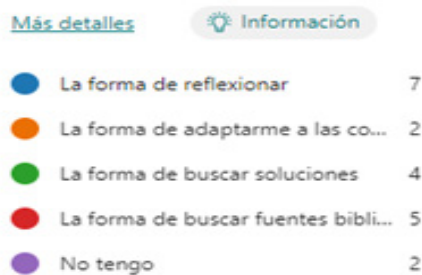 Más detalles Información
La forma de reflexionar 7
La forma de adaptarme a las co... 2
La forma de buscar soluciones 4
La forma de buscar fuentes bibli... 5
No tengo 2